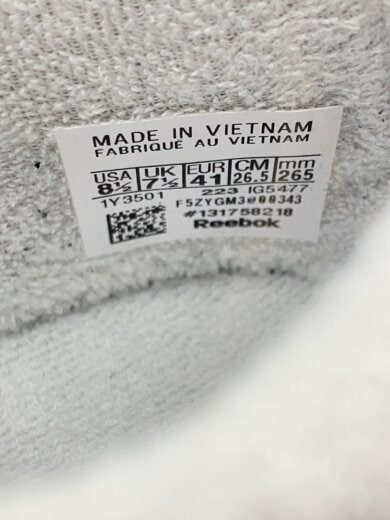 MADE IN VIETNAM
FABRIQUÉ AU VIETNAM
USA UK EUR CM mm
8½ 7½ 41 26.5 265
1Y3501 223 IG5477
F5ZYGM3@88343
#131758218
Reebok